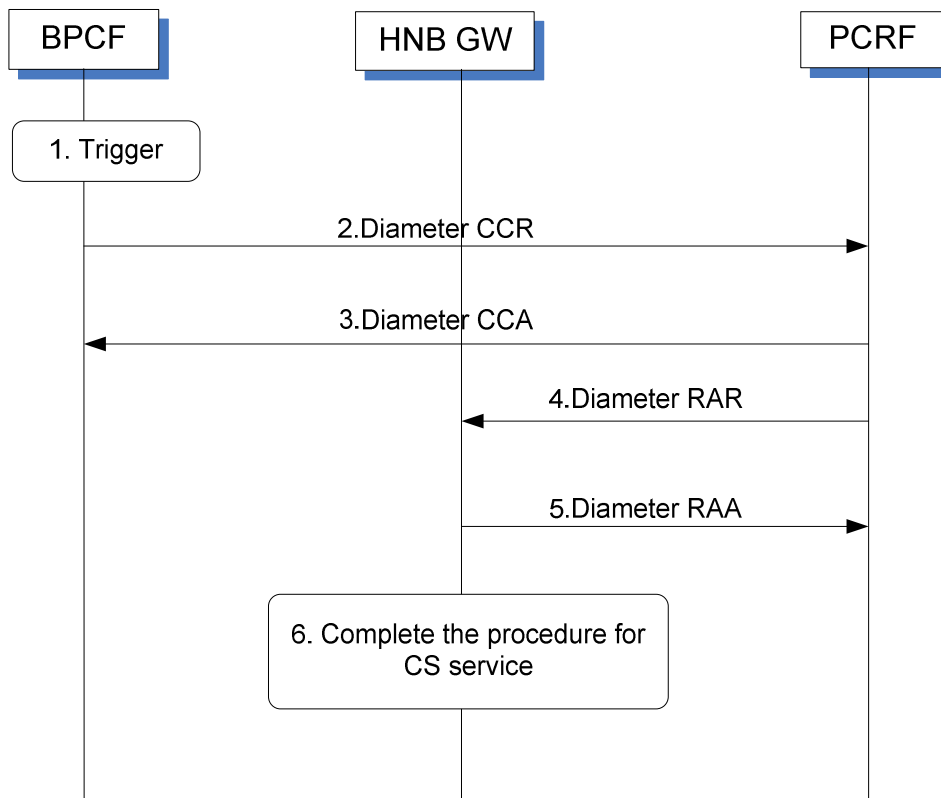 BPCF
HNB GW
PCRF
1. Trigger
2.Diameter CCR
3.Diameter CCA
4.Diameter RAR
5.Diameter RAA
6. Complete the procedure for
CS service